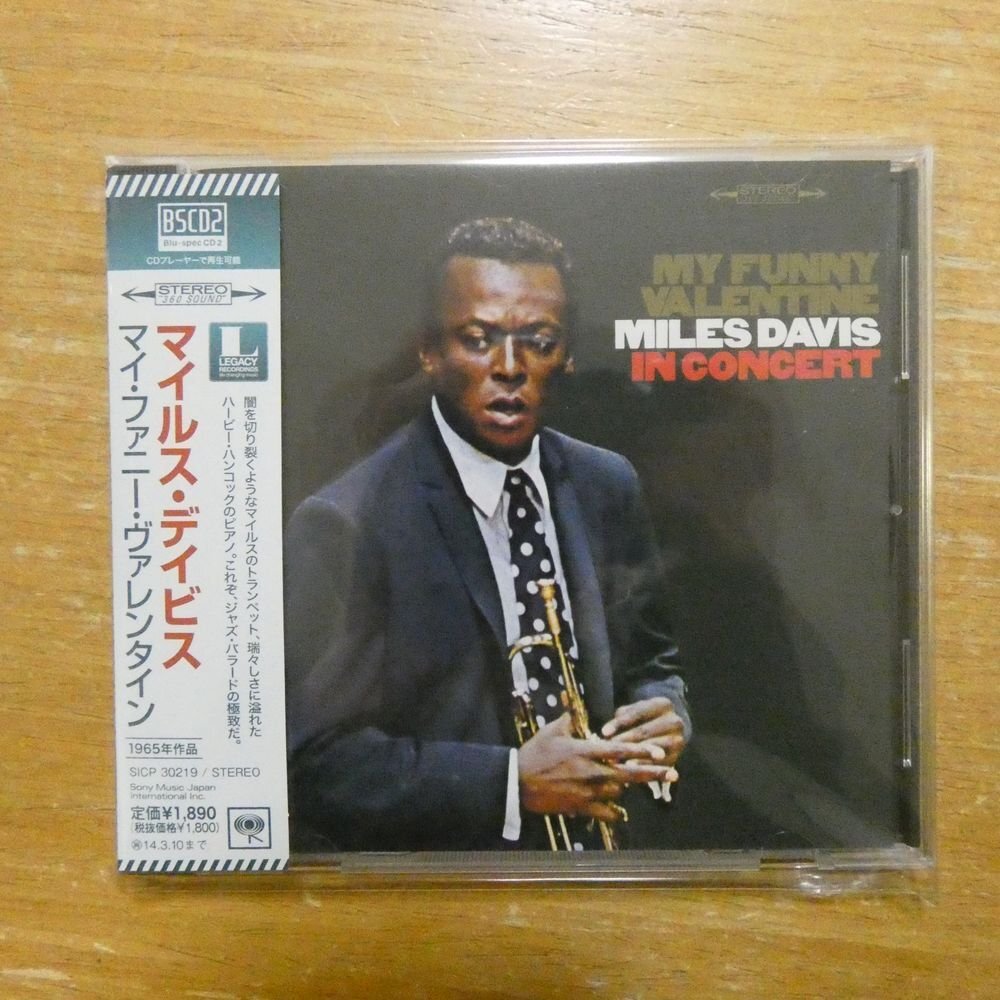 BSCD2
Blu-spec CD 2
CDプレーヤーで再生可能
STEREO
"360 SOUND"
L
LEGACY
RECORDINGS
マイルス・デイビス
マイ・ファニー・ヴァレンタイン
闇を切り裂くようなマイルスのトランペット、瑞々しさに溢れた
ハービー・ハンコックのピアノ。これぞ、ジャズ・バラードの極致だ。
1965年作品
SICP 30219 / STEREO
Sony Music Japan
International Inc.
定価¥1,890
(税抜価格¥1,800)
14.3.10まで
STEREO
MY FUNNY
VALENTINE
MILES DAVIS
IN CONCERT